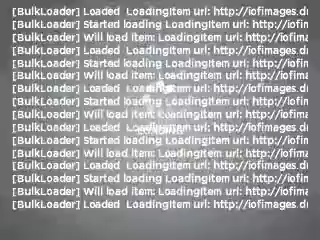 [BulkLoader] Loaded LoadingItem url: http://iofimages.d
[BulkLoader] Started loading LoadingItem url: http://iofi
[BulkLoader] Will load item: LoadingItem url: http://iofima
[BulkLoader] Loaded LoadingItem url: http://iofimages.d
[BulkLoader] Started loading LoadingItem url: http://iofi
[BulkLoader] Will load item: LoadingItem url: http://iofima
[BulkLoader] Loaded LoadingItem url: http://iofimages.d
[BulkLoader] Started loading LoadingItem url: http://iofi
[BulkLoader] Will load item: LoadingItem url: http://iofima
[BulkLoader] Loaded LoadingItem url: http://iofimages.d
[BulkLoader] Started loading LoadingItem url: http://iofi
[BulkLoader] Will load item: LoadingItem url: http://iofima
[BulkLoader] Loaded LoadingItem url: http://iofimages.d
[BulkLoader] Started loading LoadingItem url: http://iofi
[BulkLoader] Will load item: LoadingItem url: http://iofima
[BulkLoader] Loaded LoadingItem url: http://iofimages.d